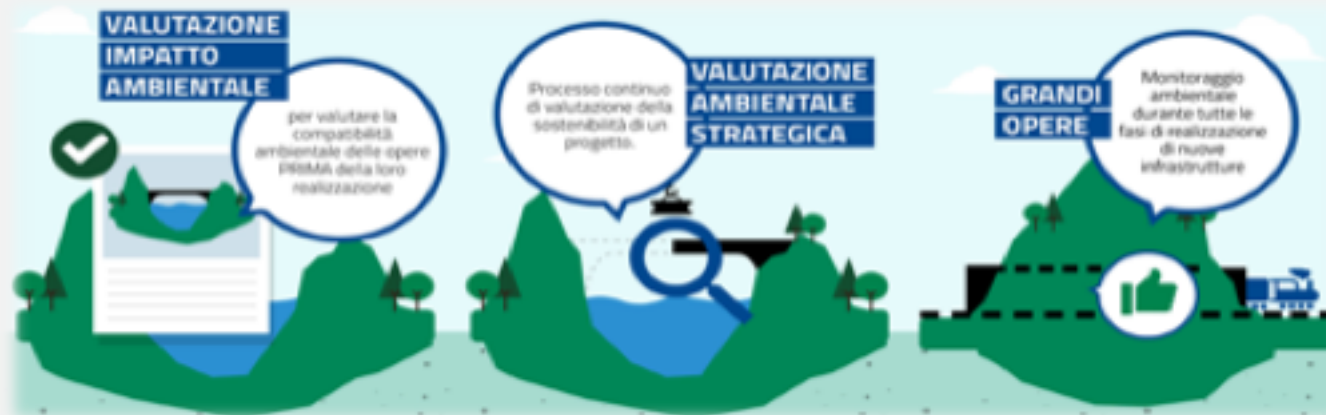 VALUTAZIONE
IMPATTO
AMBIENTALE
per valutare la
compatibilità
ambientale delle opere
PRIMA della loro
realizzazione
Processo continuo
di valutazione della
sostenibilità di un
progetto.
VALUTAZIONE
AMBIENTALE
STRATEGICA
GRANDI
OPERE
Monitoraggio
ambientale
durante tutte le
fasi di realizzazione
di nuove
infrastrutture